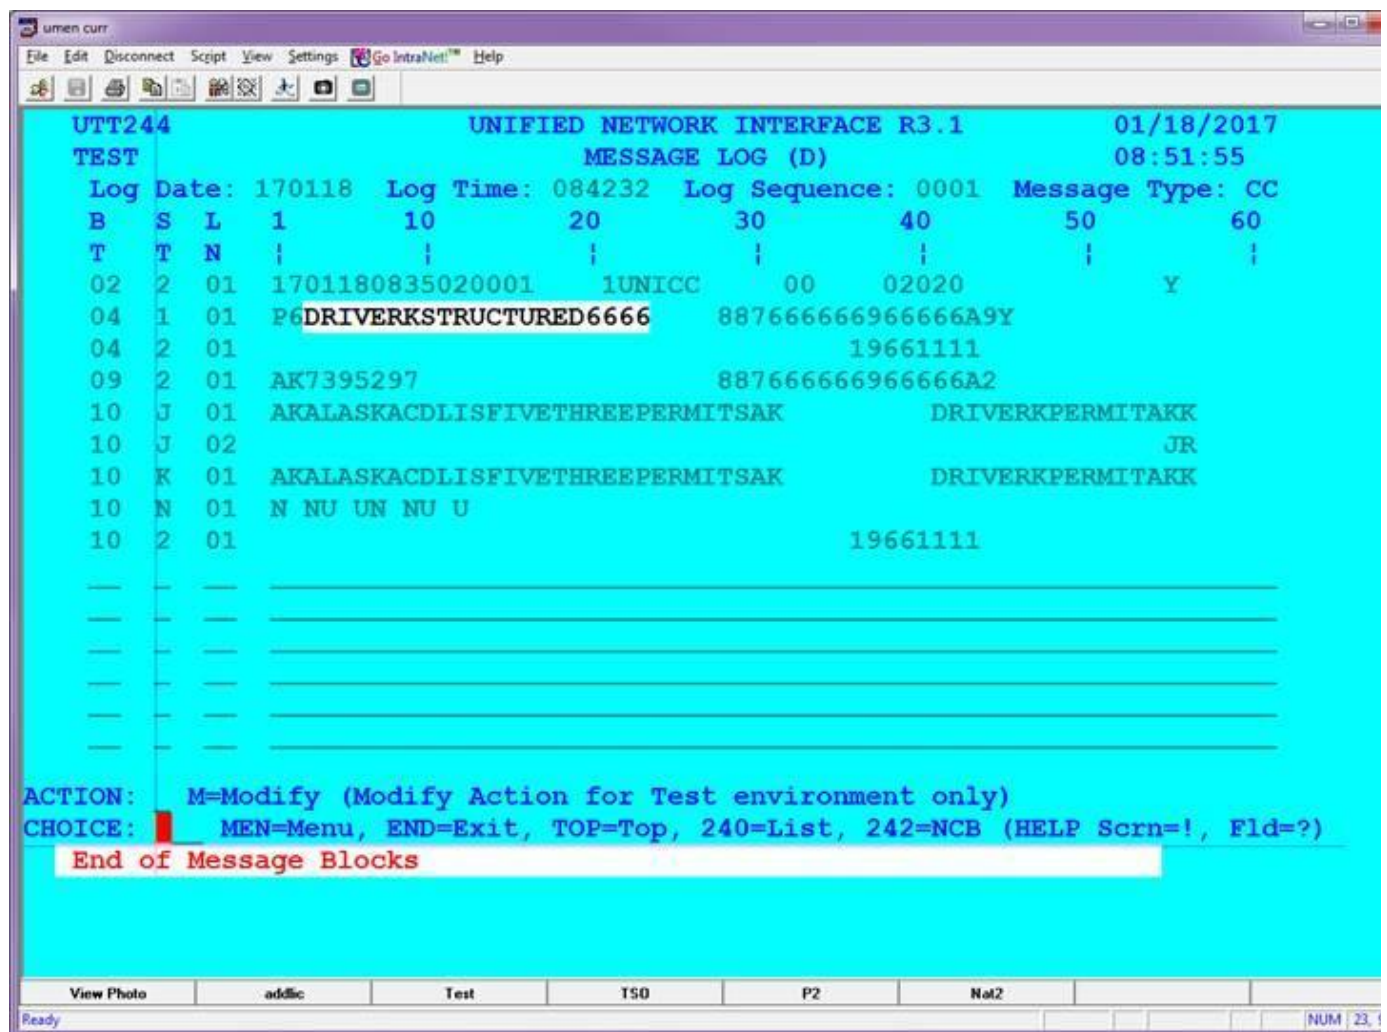 umen curr
File Edit Disconnect Script View Settings Go IntraNet!™ Help
UTT244 UNIFIED NETWORK INTERFACE R3.1 01/18/2017
TEST MESSAGE LOG (D) 08:51:55
Log Date: 170118 Log Time: 084232 Log Sequence: 0001 Message Type: CC
B S L 1 10 20 30 40 50 60
T T N ¦ ¦ ¦ ¦ ¦ ¦ ¦
02 2 01 1701180835020001 1UNICC 00 02020 Y
04 1 01 P6DRIVERKSTRUCTURED6666 887666666966666A9Y
04 2 01 19661111
09 2 01 AK7395297 887666666966666A2
10 J 01 AKALASKACDLISFIVETHREEPERMITSAK DRIVERKPERMITAKK
10 J 02 JR
10 K 01 AKALASKACDLISFIVETHREEPERMITSAK DRIVERKPERMITAKK
10 N 01 N NU UN NU U
10 2 01 19661111
ACTION: M=Modify (Modify Action for Test environment only)
CHOICE: MEN=Menu, END=Exit, TOP=Top, 240=List, 242=NCB (HELP Scrn=!, Fld=?)
End of Message Blocks
View Photo addlic Test TSO P2 Nat2
Ready NUM 23,